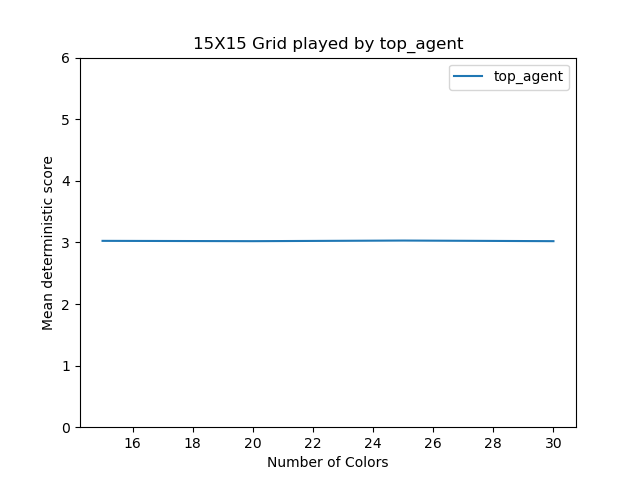 15X15 Grid played by top_agent
top_agent
Mean deterministic score
6
5
4
3
2
1
0
16 18 20 22 24 26 28 30
Number of Colors